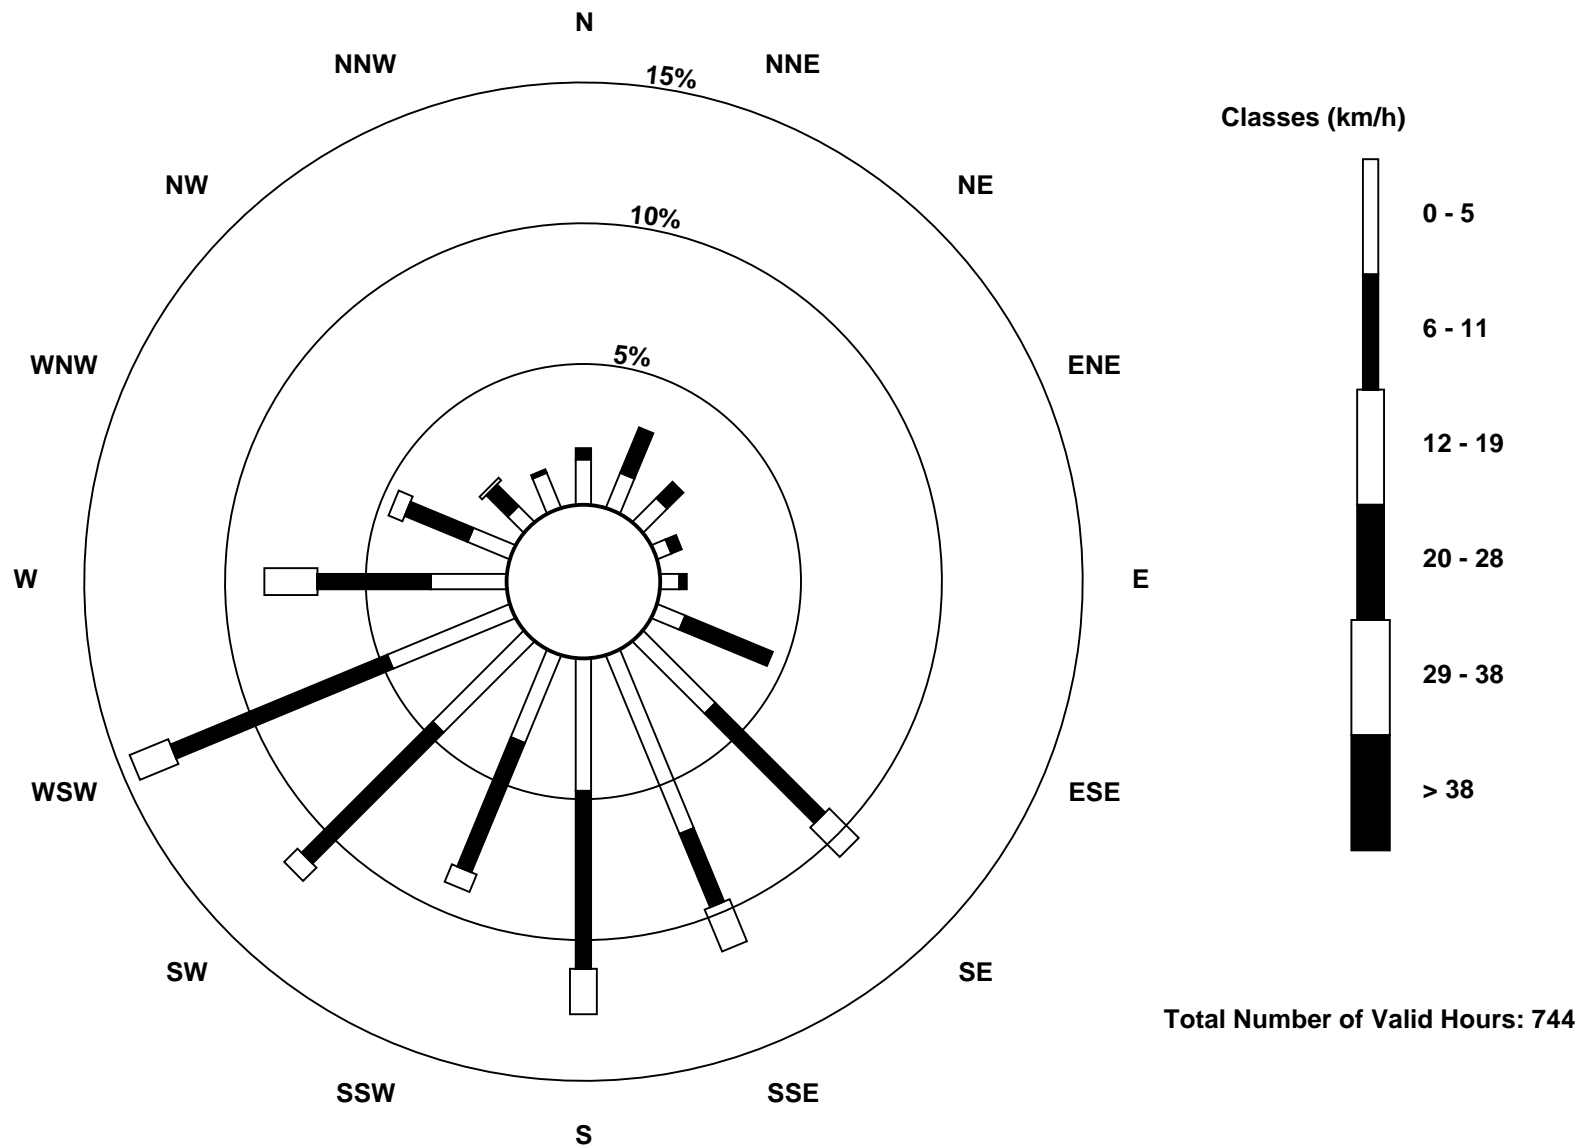 N
NNW
NNE
15%
Classes (km/h)
NW
NE
0 - 5
10%
6 - 11
5%
WNW
ENE
12 - 19
20 - 28
W
E
29 - 38
WSW
ESE
> 38
SW
SE
Total Number of Valid Hours: 744
SSW
SSE
S